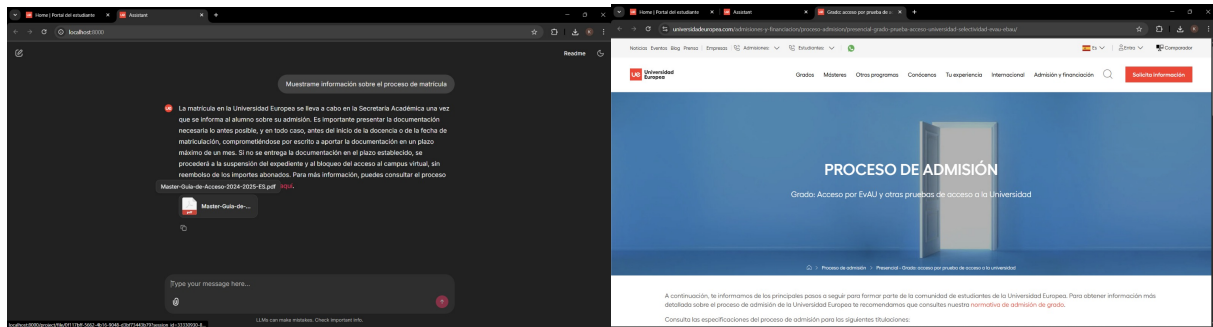 Home | Portal del estudiante
Assistant
localhost:8000
Readme
Muestrame información sobre el proceso de matrícula
La matrícula en la Universidad Europea se lleva a cabo en la Secretaría Académica una vez
que se informa al alumno sobre su admisión. Es importante presentar la documentación
necesaria lo antes posible, y en todo caso, antes del inicio de la docencia o de la fecha de
matriculación, comprometiéndose por escrito a aportar la documentación en un plazo
máximo de un mes. Si no se entrega la documentación en el plazo establecido, se
procederá a la suspensión del expediente y al bloqueo del acceso al campus virtual, sin
reembolso de los importes abonados. Para más información, puedes consultar el proceso
Master-Guia-de-Acceso-2024-2025-ES.pdf
aquí.
Master-Guia-de-...
Type your message here...
LLMs can make mistakes. Check important info.
Home | Portal del estudiante
Assistant
Grado: acceso por prueba de
universidadeuropea.com/admisiones-y-financiacion/proceso-admision/presencial-grado-prueba-acceso-universidad-selectividad-evau-ebau/
Noticias Eventos Blog Prensa Empresas Admisiones Estudiantes
Es Zonas Comparador
ue Universidad
Europea
Grados Másteres Otros programas Conócenos Tu experiencia Internacional Admisión y financiación Solicita información
PROCESO DE ADMISIÓN
Grado: Acceso por EvAU y otras pruebas de acceso a la Universidad
> Proceso de admisión > Presencial - Grado: acceso por prueba de acceso a la universidad
A continuación, te informamos de los principales pasos a seguir para formar parte de la comunidad de estudiantes de la Universidad Europea. Para obtener información más
detallada sobre el proceso de admisión de la Universidad Europea te recomendamos que consultes nuestra normativa de admisión de grado.
Consulta las especificaciones del proceso de admisión para las siguientes titulaciones: